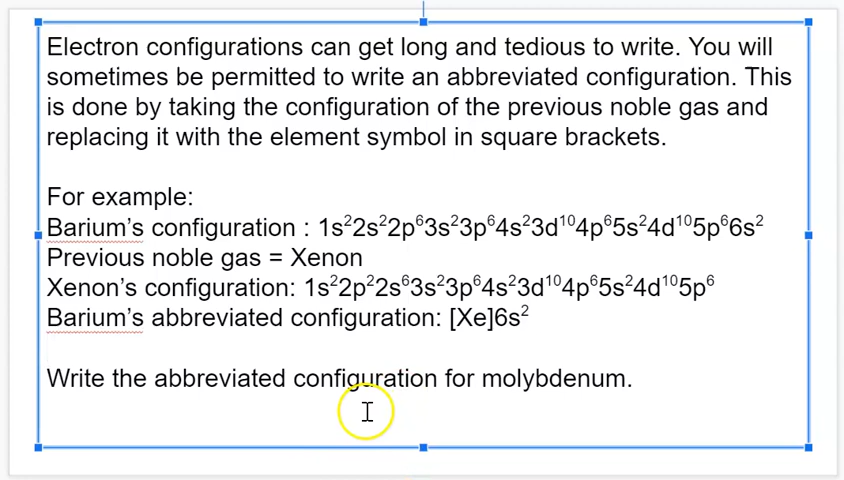 Electron configurations can get long and tedious to write. You will
sometimes be permitted to write an abbreviated configuration. This
is done by taking the configuration of the previous noble gas and
replacing it with the element symbol in square brackets.
For example:
Barium’s configuration : 1s²2s²2p⁶3s²3p⁶4s²3d¹⁰4p⁶5s²4d¹⁰5p⁶6s²
Previous noble gas = Xenon
Xenon’s configuration: 1s²2p²2s⁶3s²3p⁶4s²3d¹⁰4p⁶5s²4d¹⁰5p⁶
Barium’s abbreviated configuration: [Xe]6s²
Write the abbreviated configuration for molybdenum.